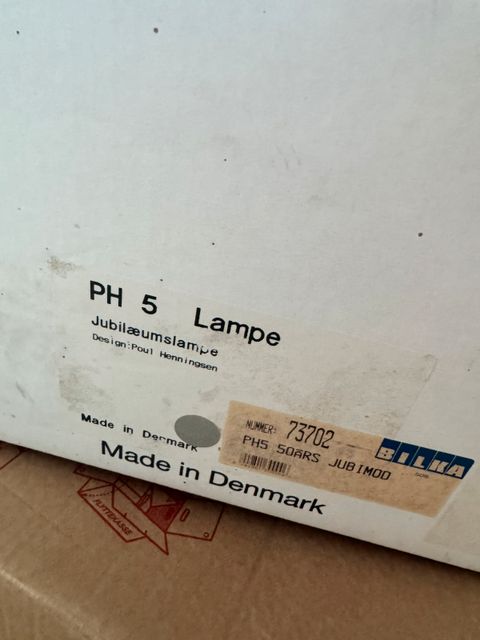 PH 5 Lampe
Jubilæumslampe
Design:Poul Henningsen
Made in Denmark
NUMMER: 73702
PH5 50ÅRS JUBIMOD
BILKA
Made in Denmark
FLYTTEKASSE